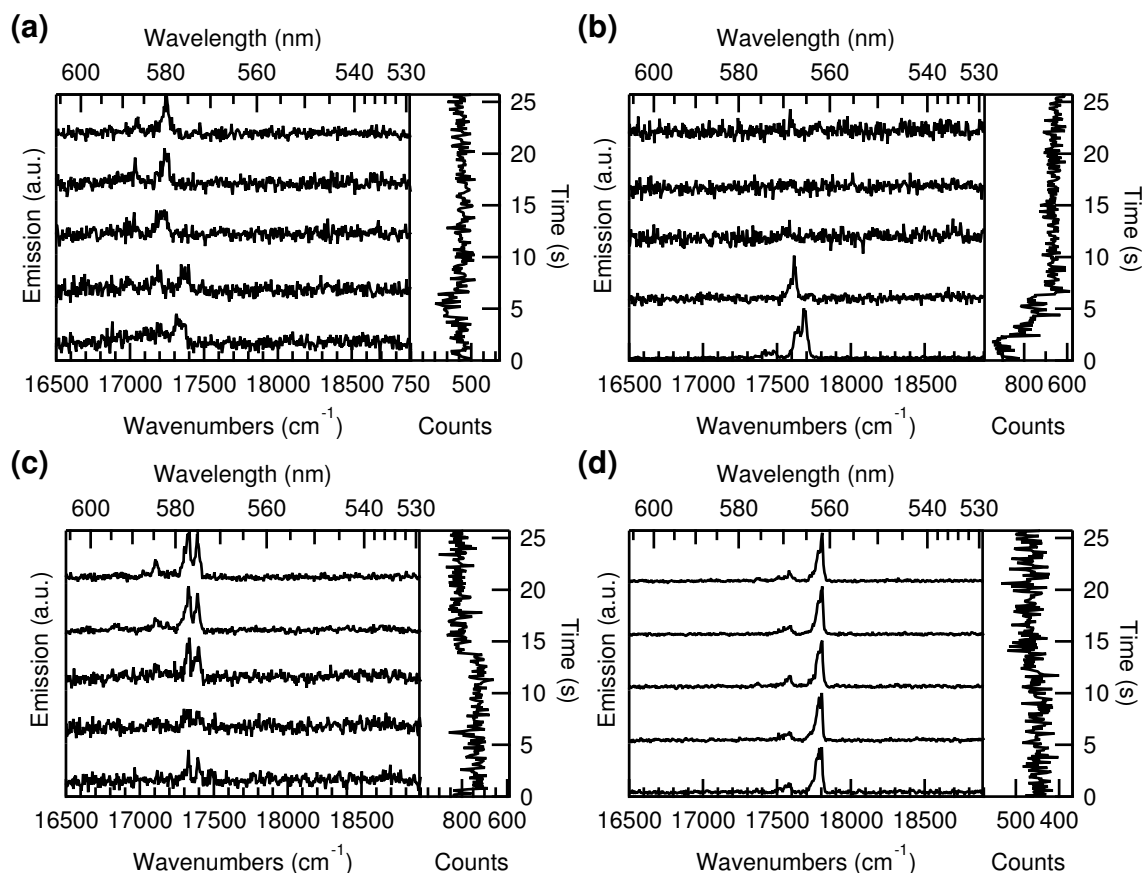 (a)
Wavelength (nm)
600 580 560 540 530
Emission (a.u.)
25
20
15
10
5
0
Time (s)
16500 17000 17500 18000 18500 750 500
Wavenumbers (cm⁻¹) Counts
(b)
Wavelength (nm)
600 580 560 540 530
Emission (a.u.)
25
20
15
10
5
0
Time (s)
16500 17000 17500 18000 18500 800 600
Wavenumbers (cm⁻¹) Counts
(c)
Wavelength (nm)
600 580 560 540 530
Emission (a.u.)
25
20
15
10
5
0
Time (s)
16500 17000 17500 18000 18500 800 600
Wavenumbers (cm⁻¹) Counts
(d)
Wavelength (nm)
600 580 560 540 530
Emission (a.u.)
25
20
15
10
5
0
Time (s)
16500 17000 17500 18000 18500 500 400
Wavenumbers (cm⁻¹) Counts